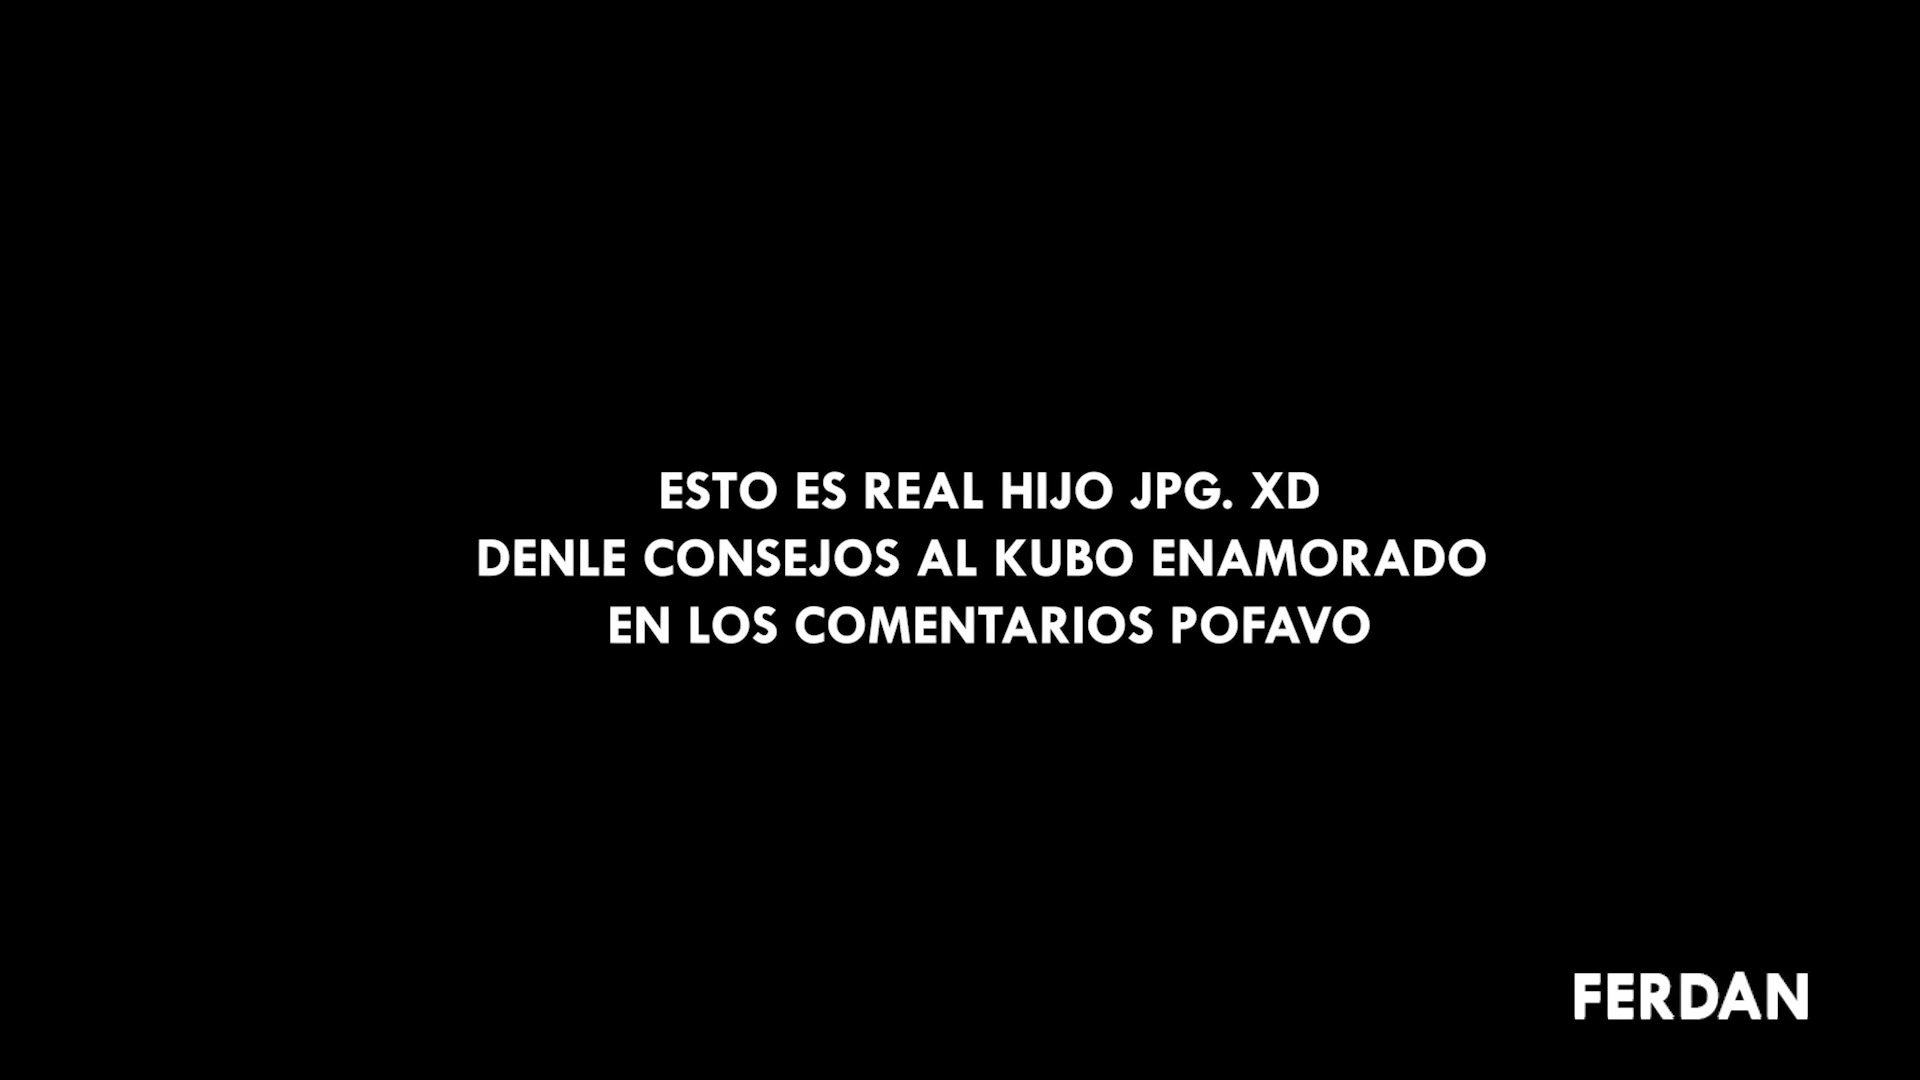 ESTO ES REAL HIJO JPG. XD
DENLE CONSEJOS AL KUBO ENAMORADO
EN LOS COMENTARIOS POFAVO
FERDAN